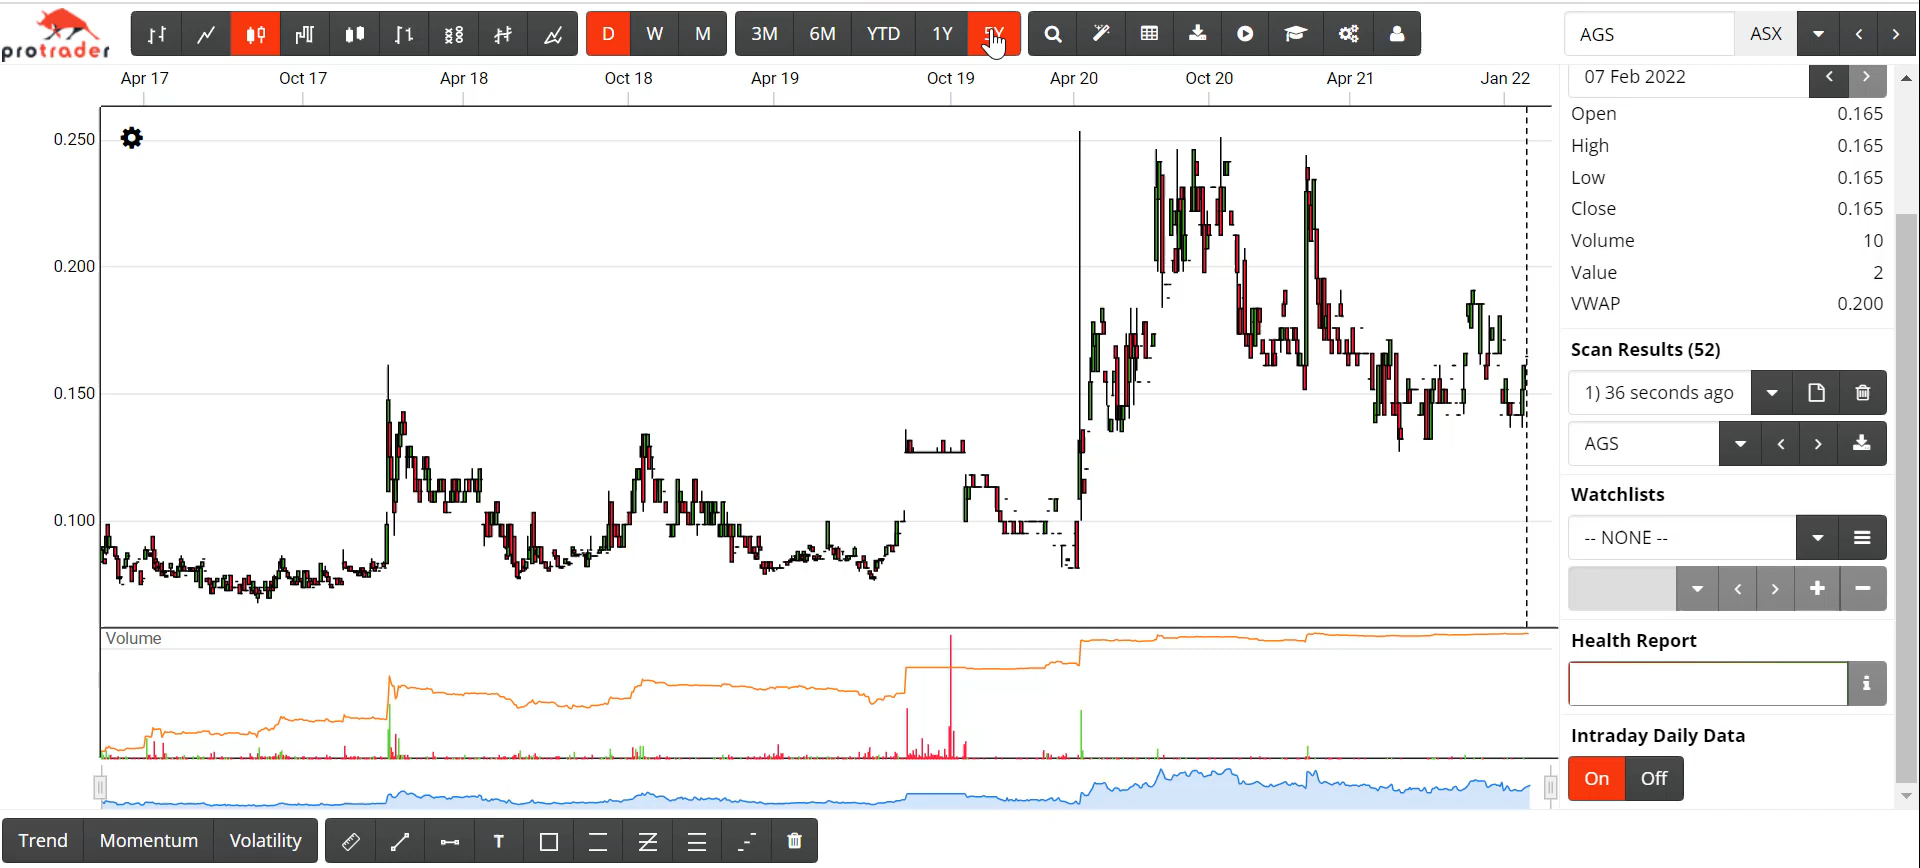 protrader
D W M
3M 6M YTD 1Y 5Y
AGS ASX
Apr 17 Oct 17 Apr 18 Oct 18 Apr 19 Oct 19 Apr 20 Oct 20 Apr 21 Jan 22
0.250
0.200
0.150
0.100
Volume
07 Feb 2022
Open 0.165
High 0.165
Low 0.165
Close 0.165
Volume 10
Value 2
VWAP 0.200
Scan Results (52)
1) 36 seconds ago
AGS
Watchlists
-- NONE --
Health Report
Intraday Daily Data
On Off
Trend Momentum Volatility
T